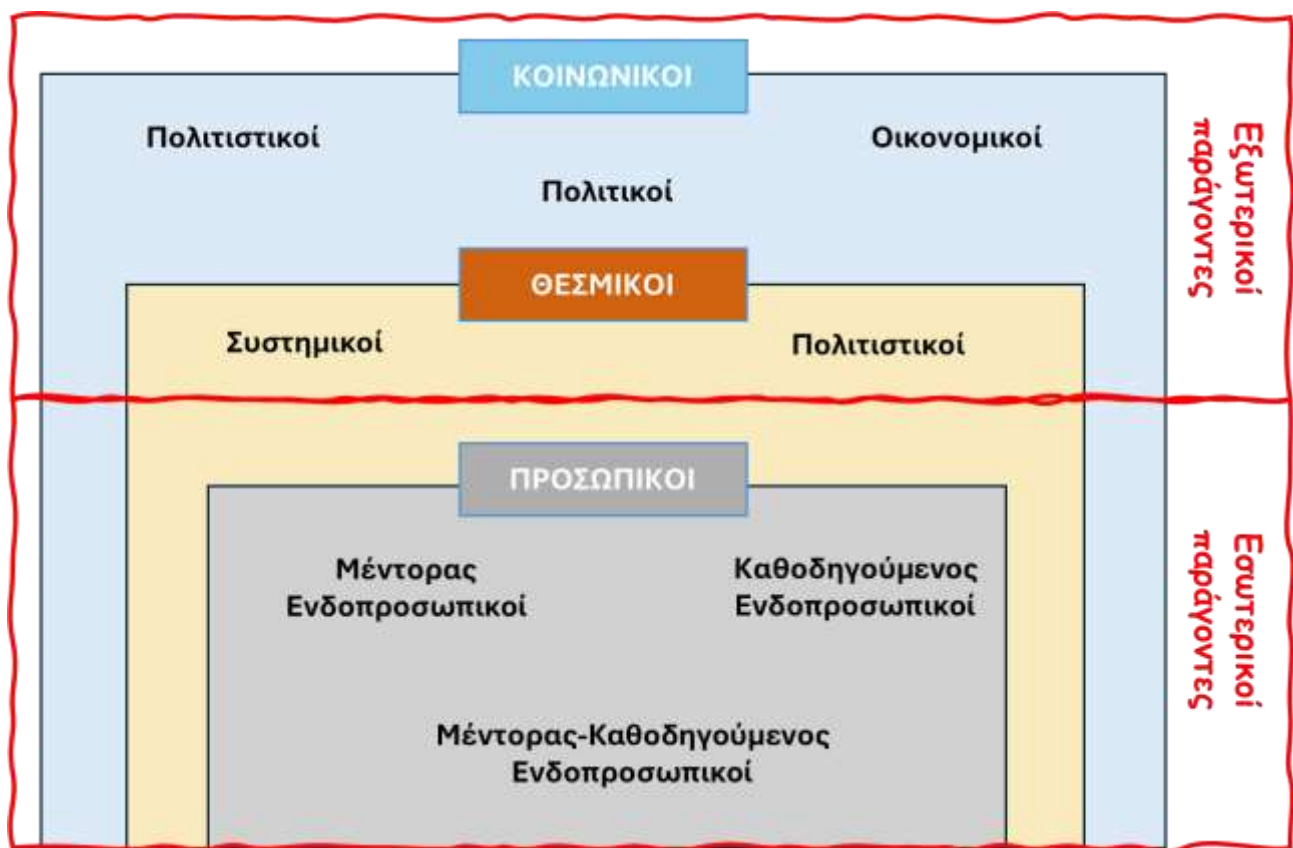 ΚΟΙΝΩΝΙΚΟΙ
Πολιτιστικοί
Οικονομικοί
Πολιτικοί
ΘΕΣΜΙΚΟΙ
Συστημικοί
Πολιτιστικοί
Εξωτερικοί
παράγοντες
ΠΡΟΣΩΠΙΚΟΙ
Μέντορας
Ενδοπροσωπικοί
Καθοδηγούμενος
Ενδοπροσωπικοί
Μέντορας-Καθοδηγούμενος
Ενδοπροσωπικοί
Εσωτερικοί
παράγοντες